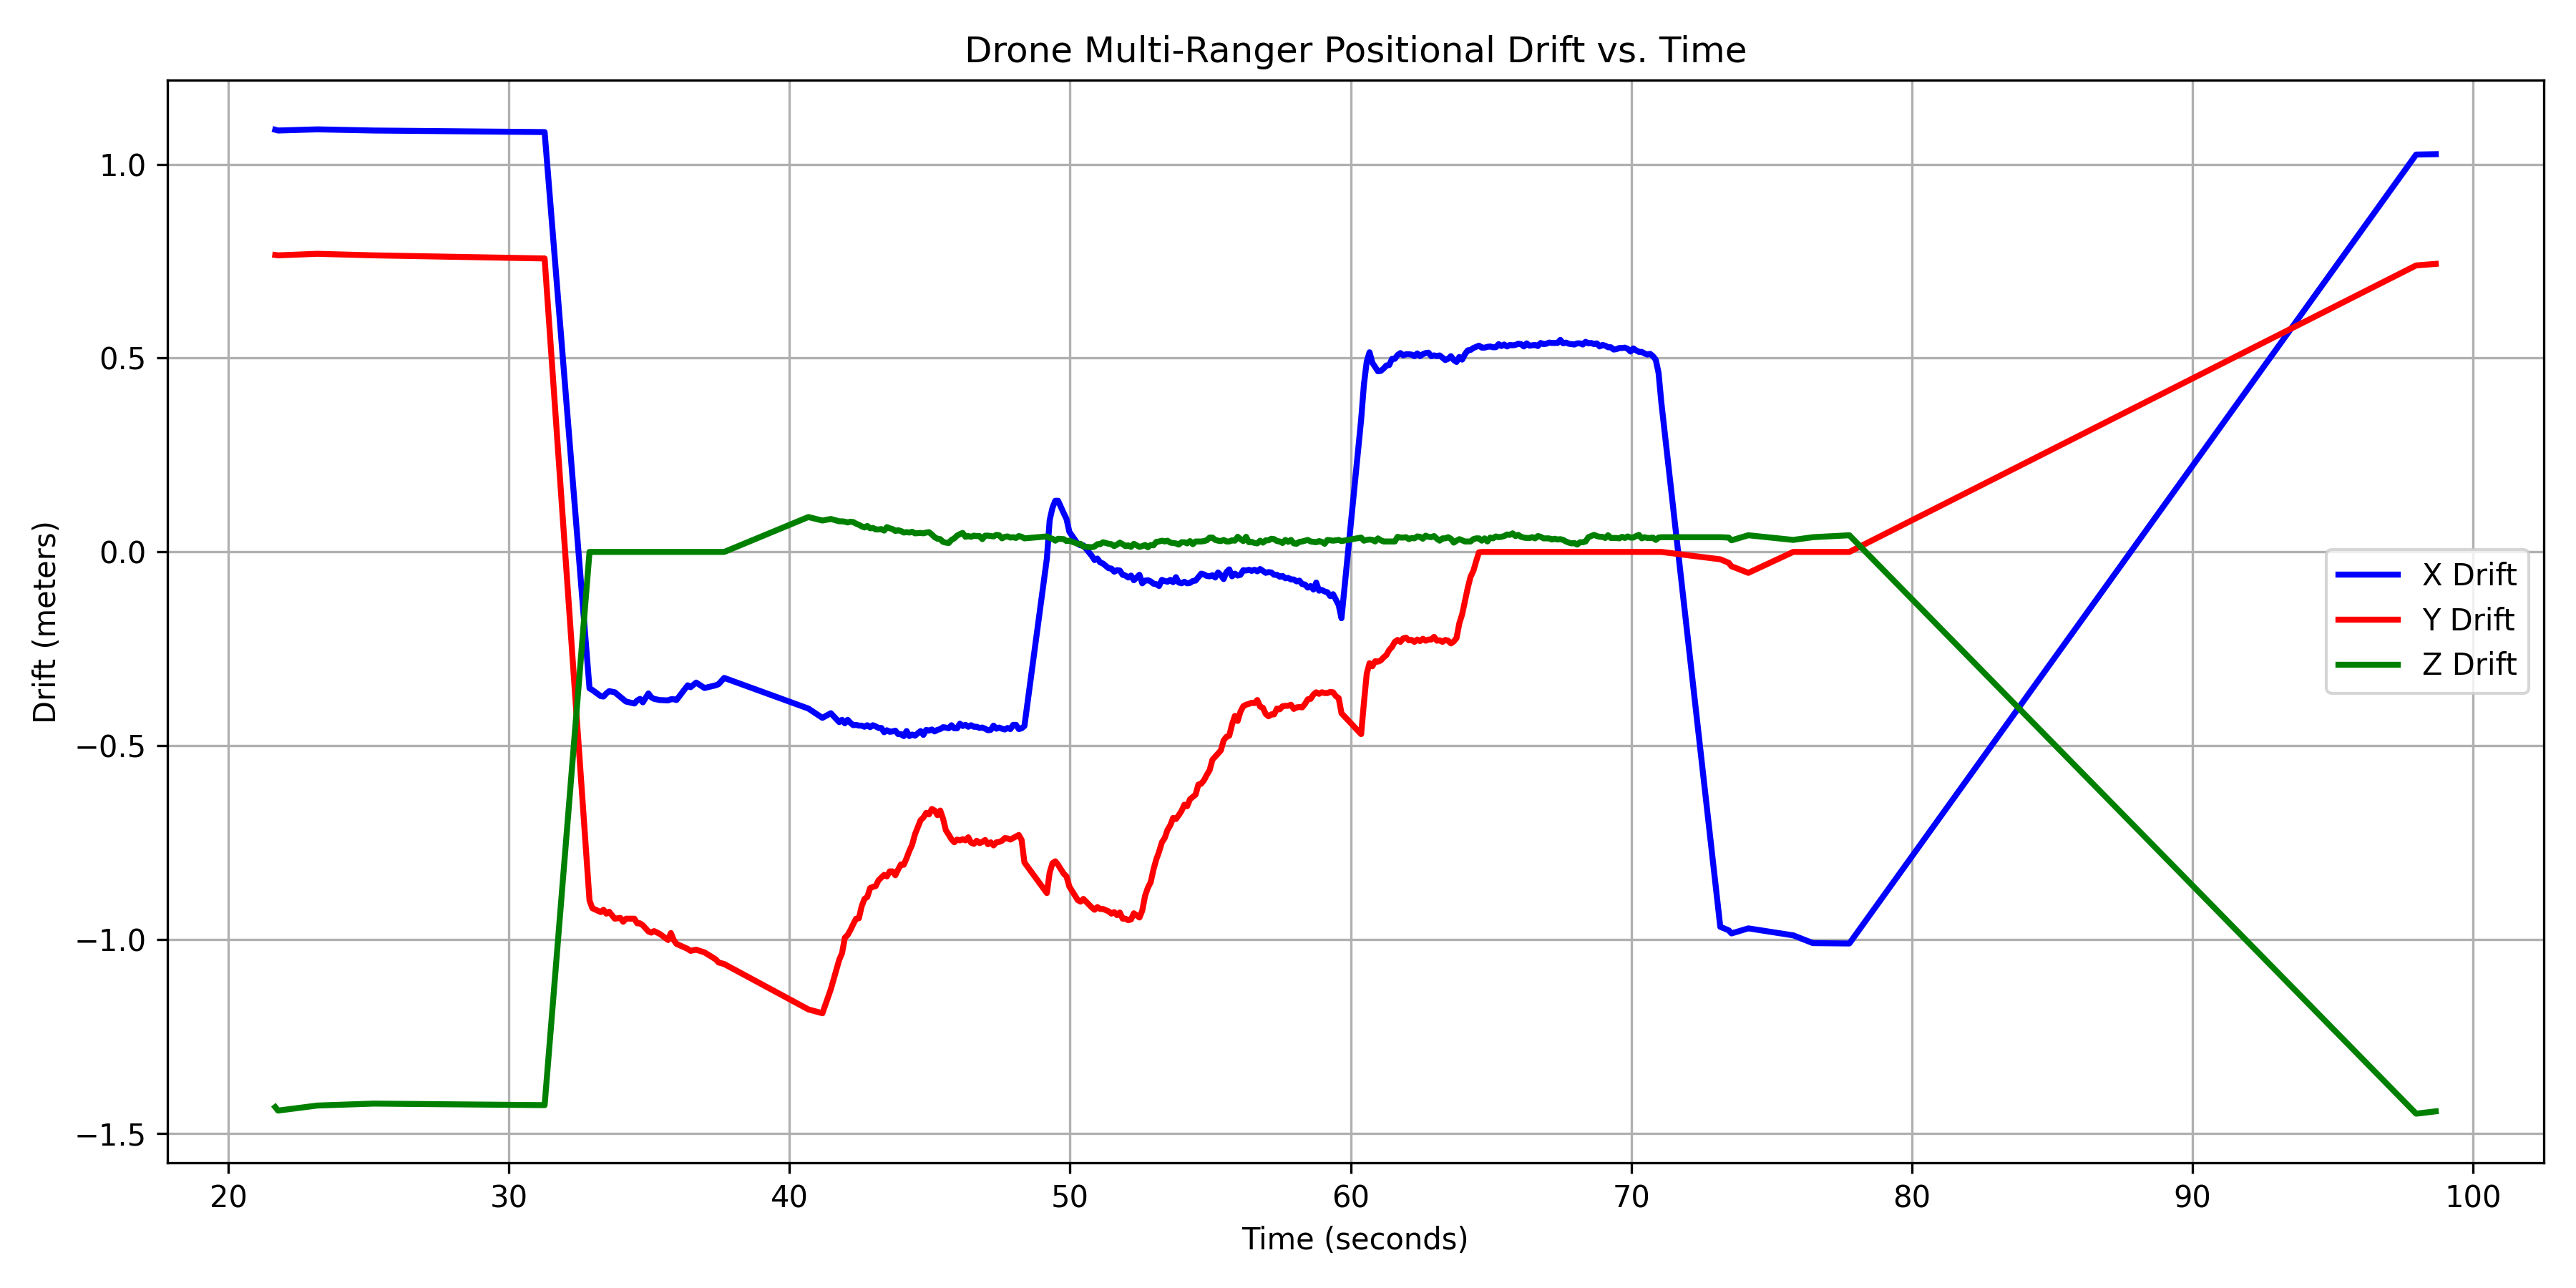 Drone Multi-Ranger Positional Drift vs. Time
1.0
0.5
0.0
−0.5
−1.0
−1.5
Drift (meters)
X Drift
Y Drift
Z Drift
20 30 40 50 60 70 80 90 100
Time (seconds)